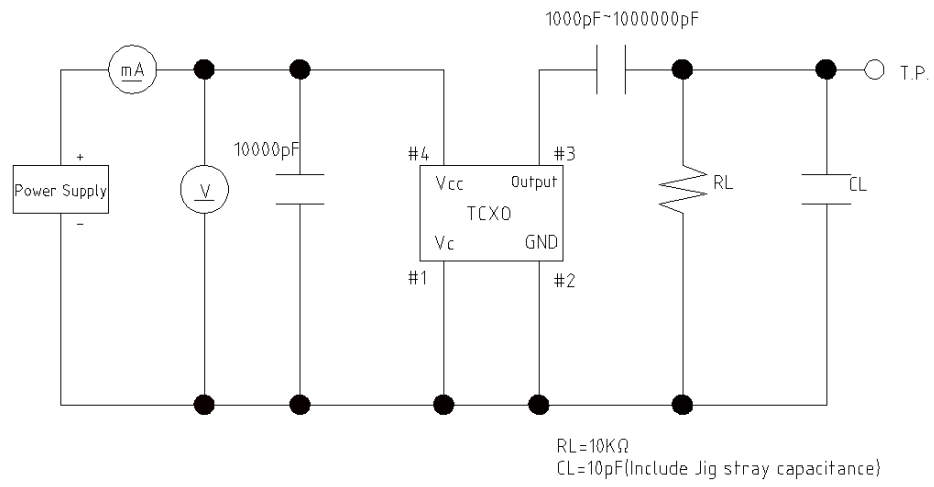 1000pF~1000000pF
mA
T.P.
10000pF
#4
#3
+
Power Supply
-
V
Vcc
Output
TCXO
Vc
GND
RL
CL
#1
#2
RL=10KΩ
CL=10pF(Include Jig stray capacitance)